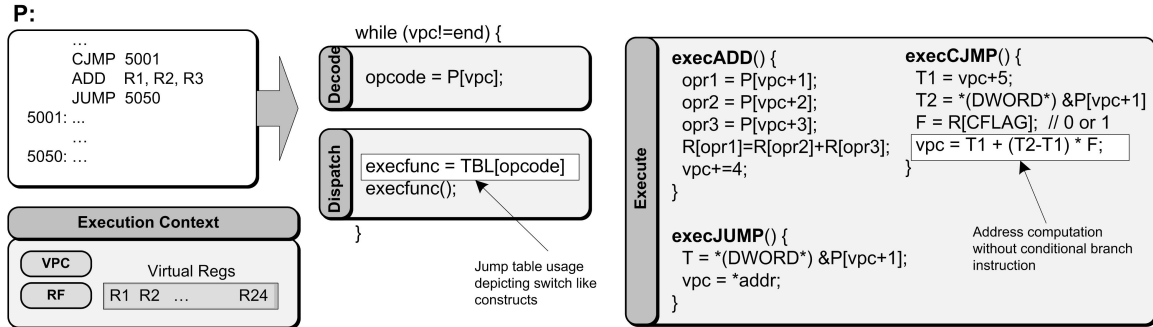 P:
…
CJMP 5001
ADD R1, R2, R3
JUMP 5050
5001: ...
…
5050: …
Execution Context
VPC
RF
Virtual Regs
R1 R2 … R24
while (vpc!=end) {
Decode
opcode = P[vpc];
Dispatch
execfunc = TBL[opcode]
execfunc();
}
Jump table usage
depicting switch like
constructs
Execute
execADD() {
opr1 = P[vpc+1];
opr2 = P[vpc+2];
opr3 = P[vpc+3];
R[opr1]=R[opr2]+R[opr3];
vpc+=4;
}
execJUMP() {
T = *(DWORD*) &P[vpc+1];
vpc = *addr;
}
execCJMP() {
T1 = vpc+5;
T2 = *(DWORD*) &P[vpc+1]
F = R[CFLAG]; // 0 or 1
vpc = T1 + (T2-T1) * F;
}
Address computation
without conditional branch
instruction